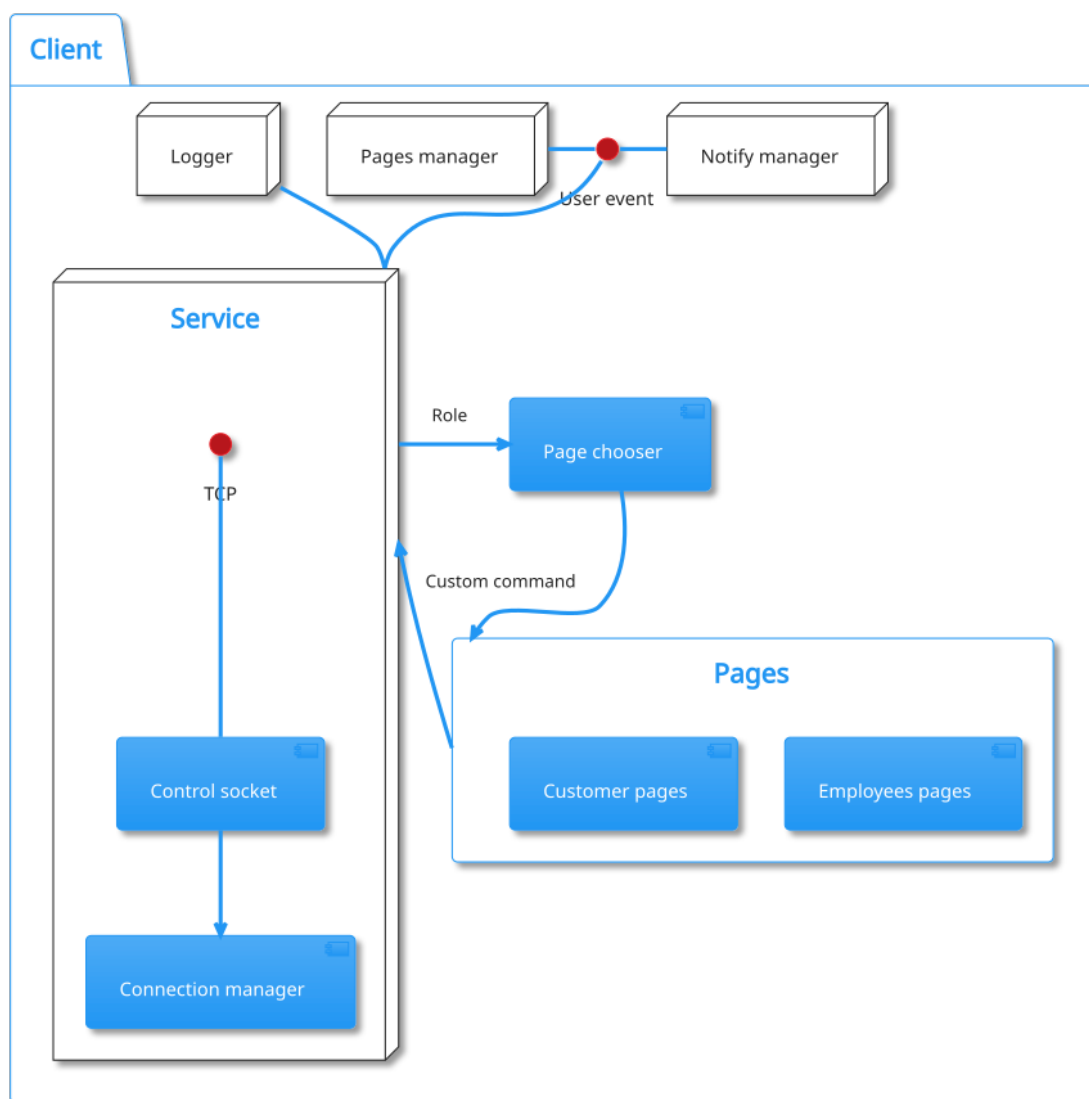 Client
Logger
Pages manager
Notify manager
User event
Service
Role
Page chooser
TCP
Custom command
Pages
Control socket
Customer pages
Employees pages
Connection manager